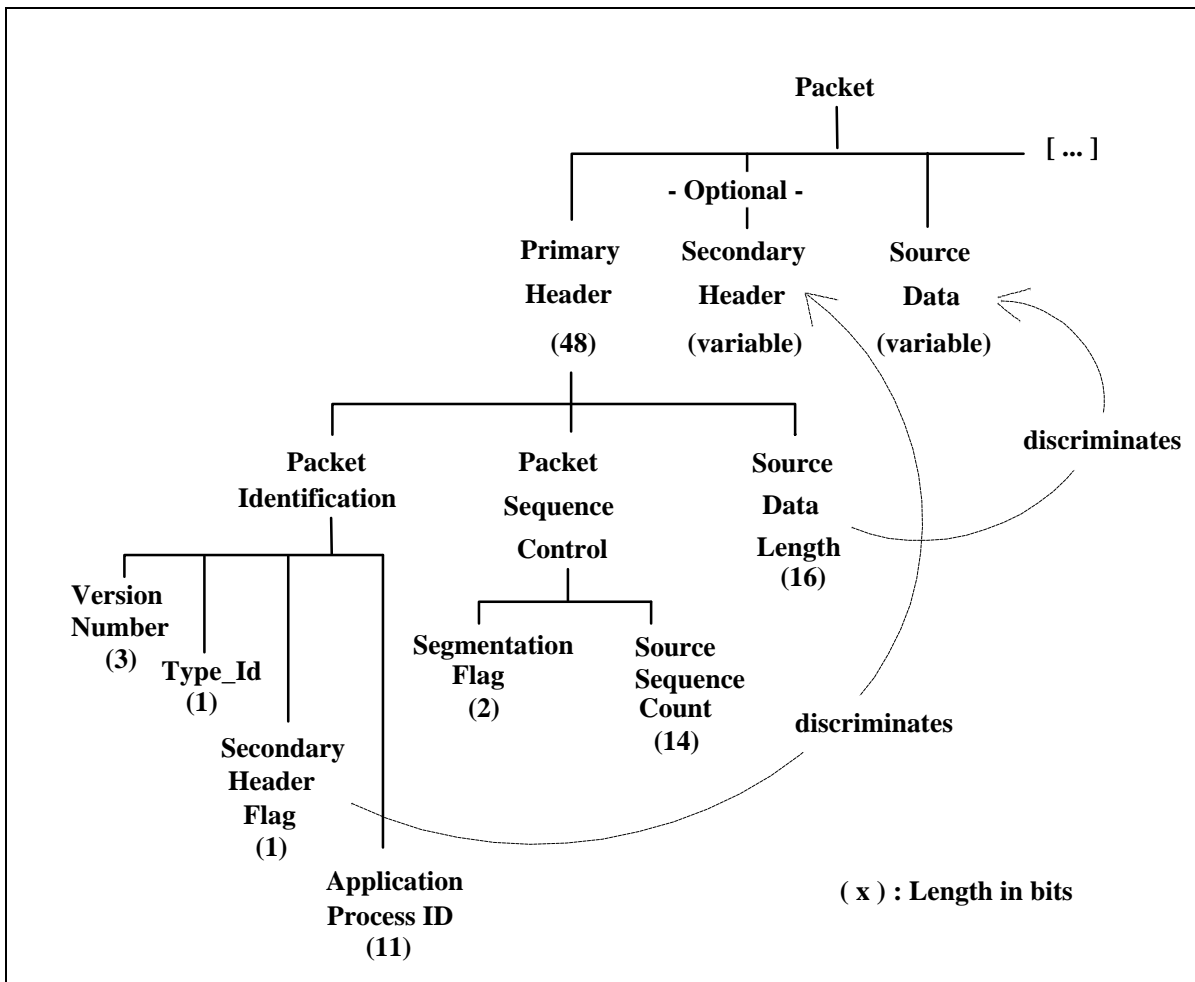 Packet
[ ... ]
- Optional -
Primary
Header
(48)
Secondary
Header
(variable)
Source
Data
(variable)
discriminates
Packet
Identification
Packet
Sequence
Control
Source
Data
Length
(16)
Version
Number
(3)
Type_Id
(1)
Secondary
Header
Flag
(1)
Application
Process ID
(11)
Segmentation
Flag
(2)
Source
Sequence
Count
(14)
discriminates
( x ) : Length in bits